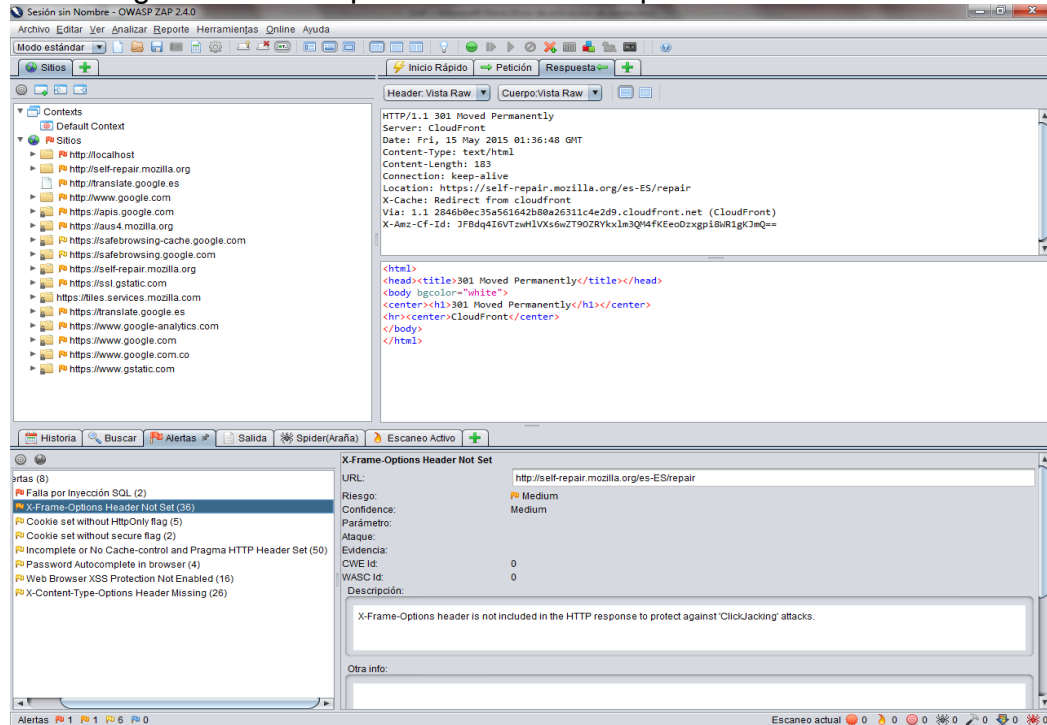 Sesión sin Nombre - OWASP ZAP 2.4.0
Archivo Editar Ver Analizar Reporte Herramientas Online Ayuda
Modo estándar
Sitios
Inicio Rápido Petición Respuesta
Header: Vista Raw Cuerpo:Vista Raw
Contexts
Default Context
Sitios
http://localhost
http://self-repair.mozilla.org
http://translate.google.es
http://www.google.com
https://apis.google.com
https://aus4.mozilla.org
https://safebrowsing-cache.google.com
https://safebrowsing.google.com
https://self-repair.mozilla.org
https://ssl.gstatic.com
https://tiles.services.mozilla.com
https://translate.google.es
https://www.google-analytics.com
https://www.google.com
https://www.google.com.co
https://www.gstatic.com
HTTP/1.1 301 Moved Permanently
Server: CloudFront
Date: Fri, 15 May 2015 01:36:48 GMT
Content-Type: text/html
Content-Length: 183
Connection: keep-alive
Location: https://self-repair.mozilla.org/es-ES/repair
X-Cache: Redirect from cloudfront
Via: 1.1 2846b0ec35a561642b80a26311c4e2d9.cloudfront.net (CloudFront)
X-Amz-Cf-Id: JFBdq4I6VTzwHlVXs6wZT9OZRYkxlm3QM4fKEeoDzxgpi8WR1gKJmQ==
<html>
<head><title>301 Moved Permanently</title></head>
<body bgcolor="white">
<center><h1>301 Moved Permanently</h1></center>
<hr><center>CloudFront</center>
</body>
</html>
Historia Buscar Alertas Salida Spider(Araña) Escaneo Activo
ertas (8)
Falla por Inyección SQL (2)
X-Frame-Options Header Not Set (36)
Cookie set without HttpOnly flag (5)
Cookie set without secure flag (2)
Incomplete or No Cache-control and Pragma HTTP Header Set (50)
Password Autocomplete in browser (4)
Web Browser XSS Protection Not Enabled (16)
X-Content-Type-Options Header Missing (26)
X-Frame-Options Header Not Set
URL: http://self-repair.mozilla.org/es-ES/repair
Riesgo: Medium
Confidence: Medium
Parámetro:
Ataque:
Evidencia:
CWE Id: 0
WASC Id: 0
Descripción:
X-Frame-Options header is not included in the HTTP response to protect against 'ClickJacking' attacks.
Otra info:
Alertas 1 1 6 0
Escaneo actual 0 0 0 0 0 0